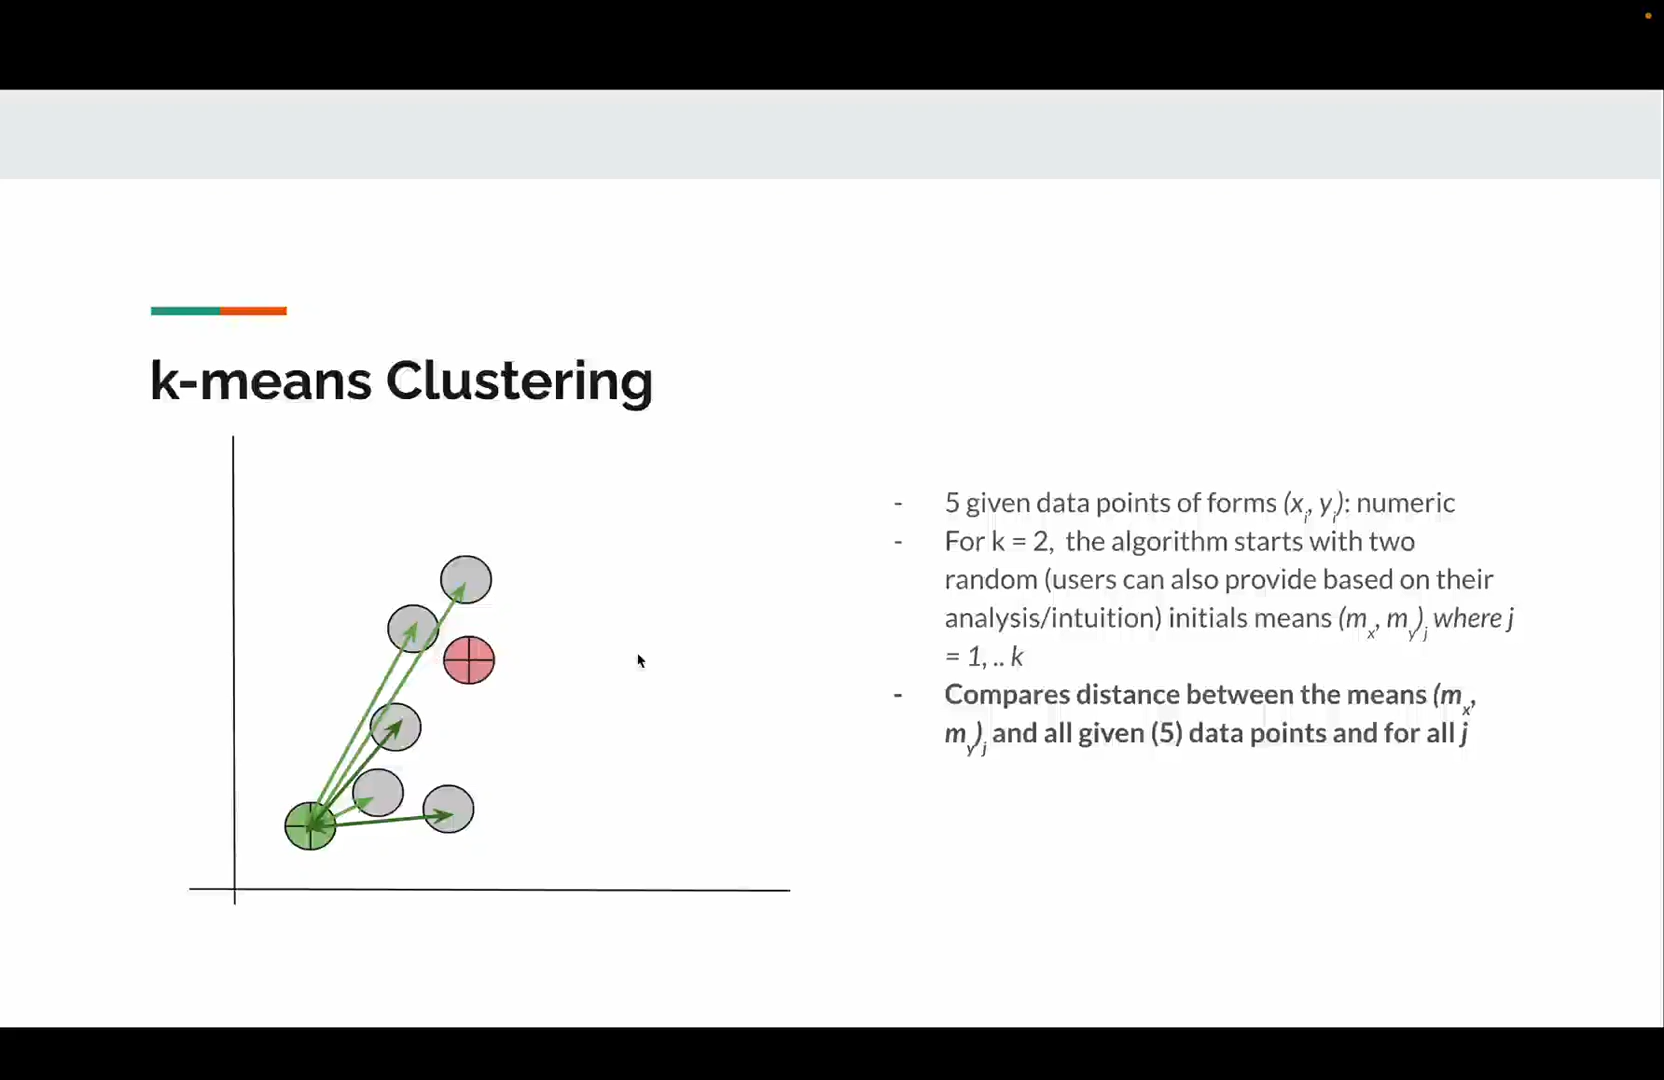 k-means Clustering
- 5 given data points of forms (xi, yi): numeric
- For k = 2, the algorithm starts with two
random (users can also provide based on their
analysis/intuition) initials means (mx, my)j where j
= 1, .. k
- Compares distance between the means (mx,
my)j and all given (5) data points and for all j